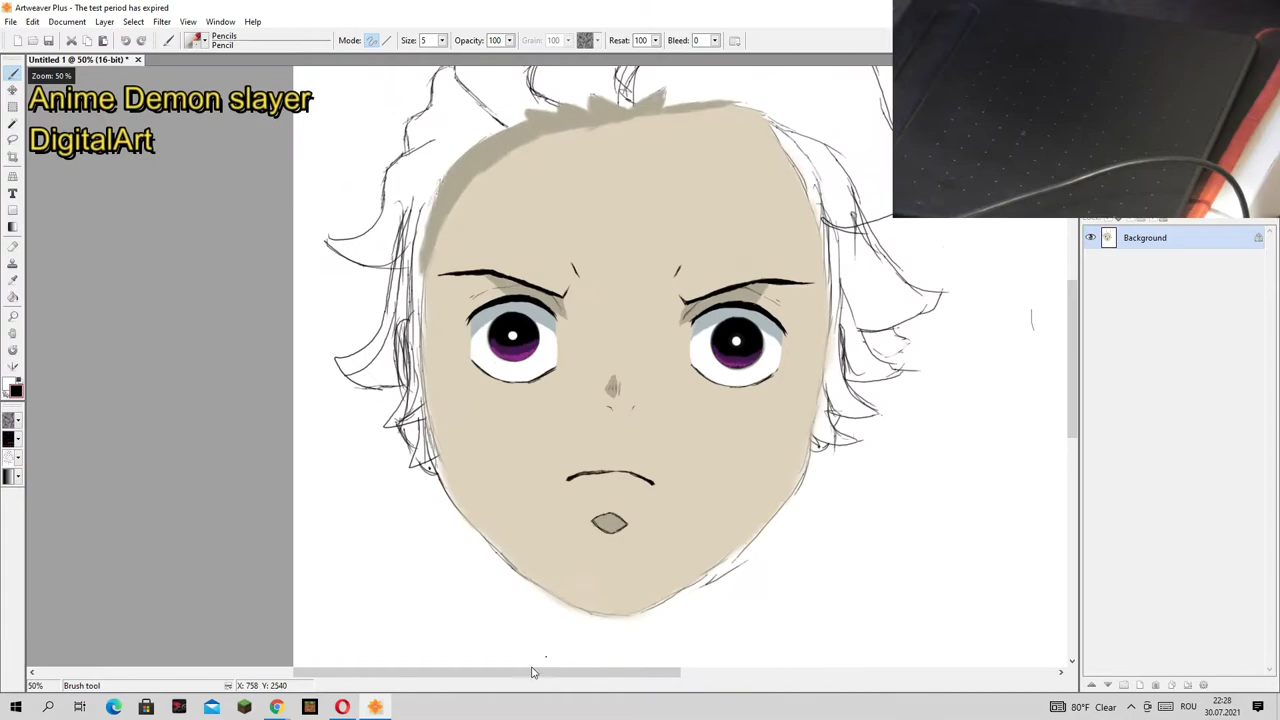 Artweaver Plus - The test period has expired
File Edit Document Layer Select Filter View Window Help
Pencils
Pencil
Mode: Size: 5 Opacity: 100 Grain: 100 Resat: 100 Bleed: 0
Untitled 1 @ 50% (16-bit) *
Zoom: 50 %
Anime Demon slayer
DigitalArt
Background
50% Brush tool X: 758 Y: 2540
80°F Clear ROU 22:28
30.07.2021